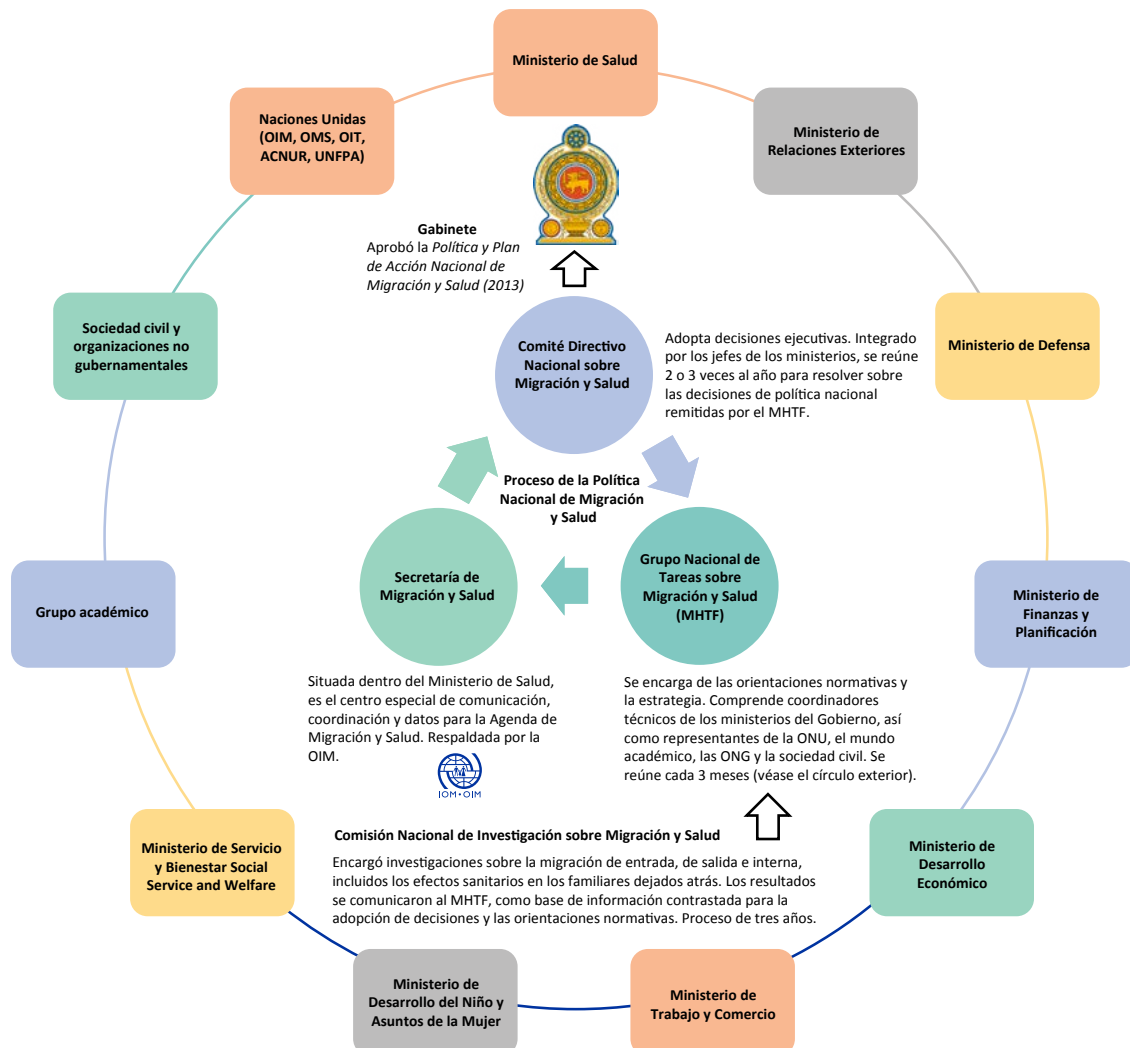 Ministerio de Salud
Naciones Unidas
(OIM, OMS, OIT,
ACNUR, UNFPA)
Ministerio de
Relaciones Exteriores
Gabinete
Aprobó la Política y Plan
de Acción Nacional de
Migración y Salud (2013)
Sociedad civil y
organizaciones no
gubernamentales
Comité Directivo
Nacional sobre
Migración y Salud
Adopta decisiones ejecutivas. Integrado
por los jefes de los ministerios, se reúne
2 o 3 veces al año para resolver sobre
las decisiones de política nacional
remitidas por el MHTF.
Ministerio de Defensa
Proceso de la Política
Nacional de Migración
y Salud
Grupo académico
Secretaría de
Migración y Salud
Grupo Nacional de
Tareas sobre
Migración y Salud
(MHTF)
Ministerio de
Finanzas y
Planificación
Situada dentro del Ministerio de Salud,
es el centro especial de comunicación,
coordinación y datos para la Agenda de
Migración y Salud. Respaldada por la
OIM.
IOM•OIM
Se encarga de las orientaciones normativas y
la estrategia. Comprende coordinadores
técnicos de los ministerios del Gobierno, así
como representantes de la ONU, el mundo
académico, las ONG y la sociedad civil. Se
reúne cada 3 meses (véase el círculo exterior).
Comisión Nacional de Investigación sobre Migración y Salud
Encargó investigaciones sobre la migración de entrada, de salida e interna,
incluidos los efectos sanitarios en los familiares dejados atrás. Los resultados
se comunicaron al MHTF, como base de información contrastada para la
adopción de decisiones y las orientaciones normativas. Proceso de tres años.
Ministerio de Servicio
y Bienestar Social
Service and Welfare
Ministerio de
Desarrollo
Económico
Ministerio de
Desarrollo del Niño y
Asuntos de la Mujer
Ministerio de
Trabajo y Comercio